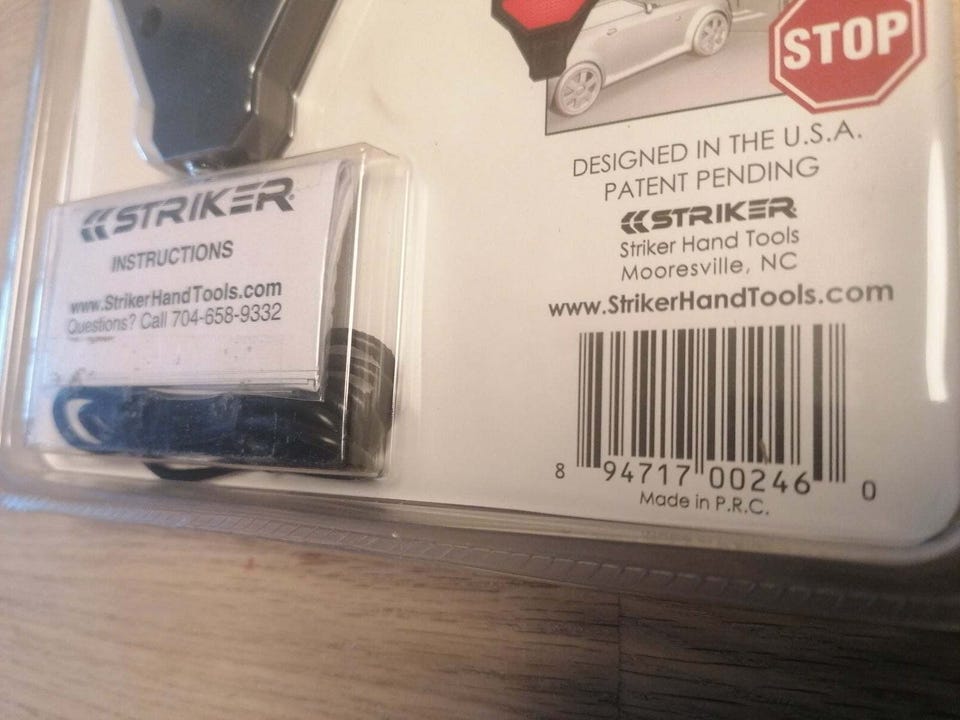 STRIKER
INSTRUCTIONS
www.StrikerHandTools.com
Questions? Call 704-658-9332
STOP
DESIGNED IN THE U.S.A.
PATENT PENDING
STRIKER
Striker Hand Tools
Mooresville, NC
www.StrikerHandTools.com
8 94717 00246 0
Made in P.R.C.